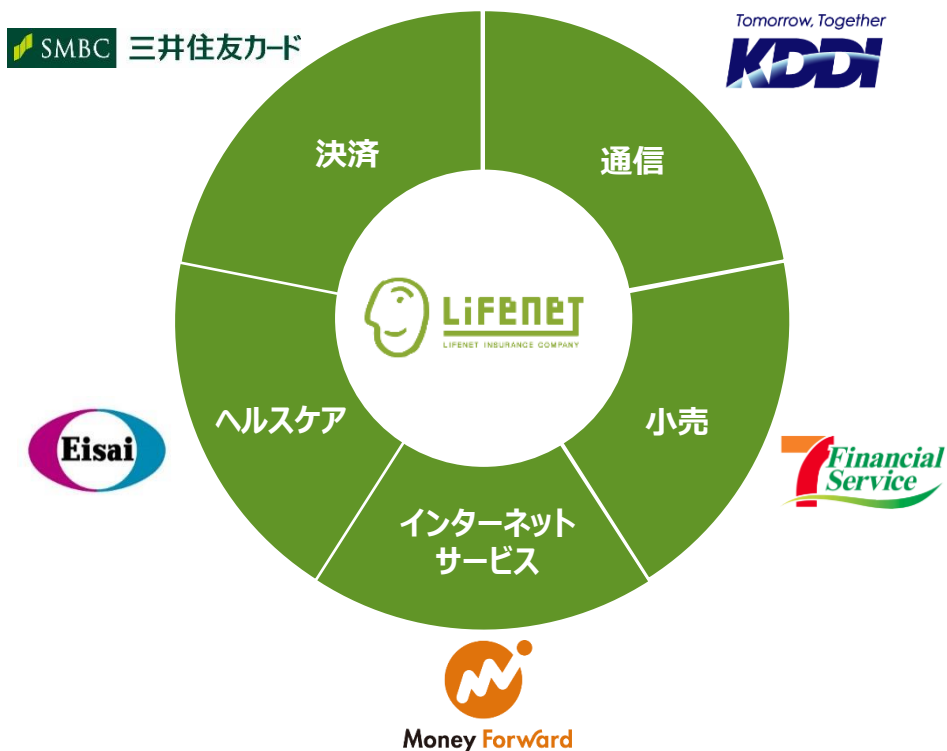 SMBC 三井住友カード
Tomorrow, Together
KDDI
決済
通信
LIFENET
LIFENET INSURANCE COMPANY
ヘルスケア
小売
Eisai
7 Financial
Service
インターネット
サービス
Money Forward